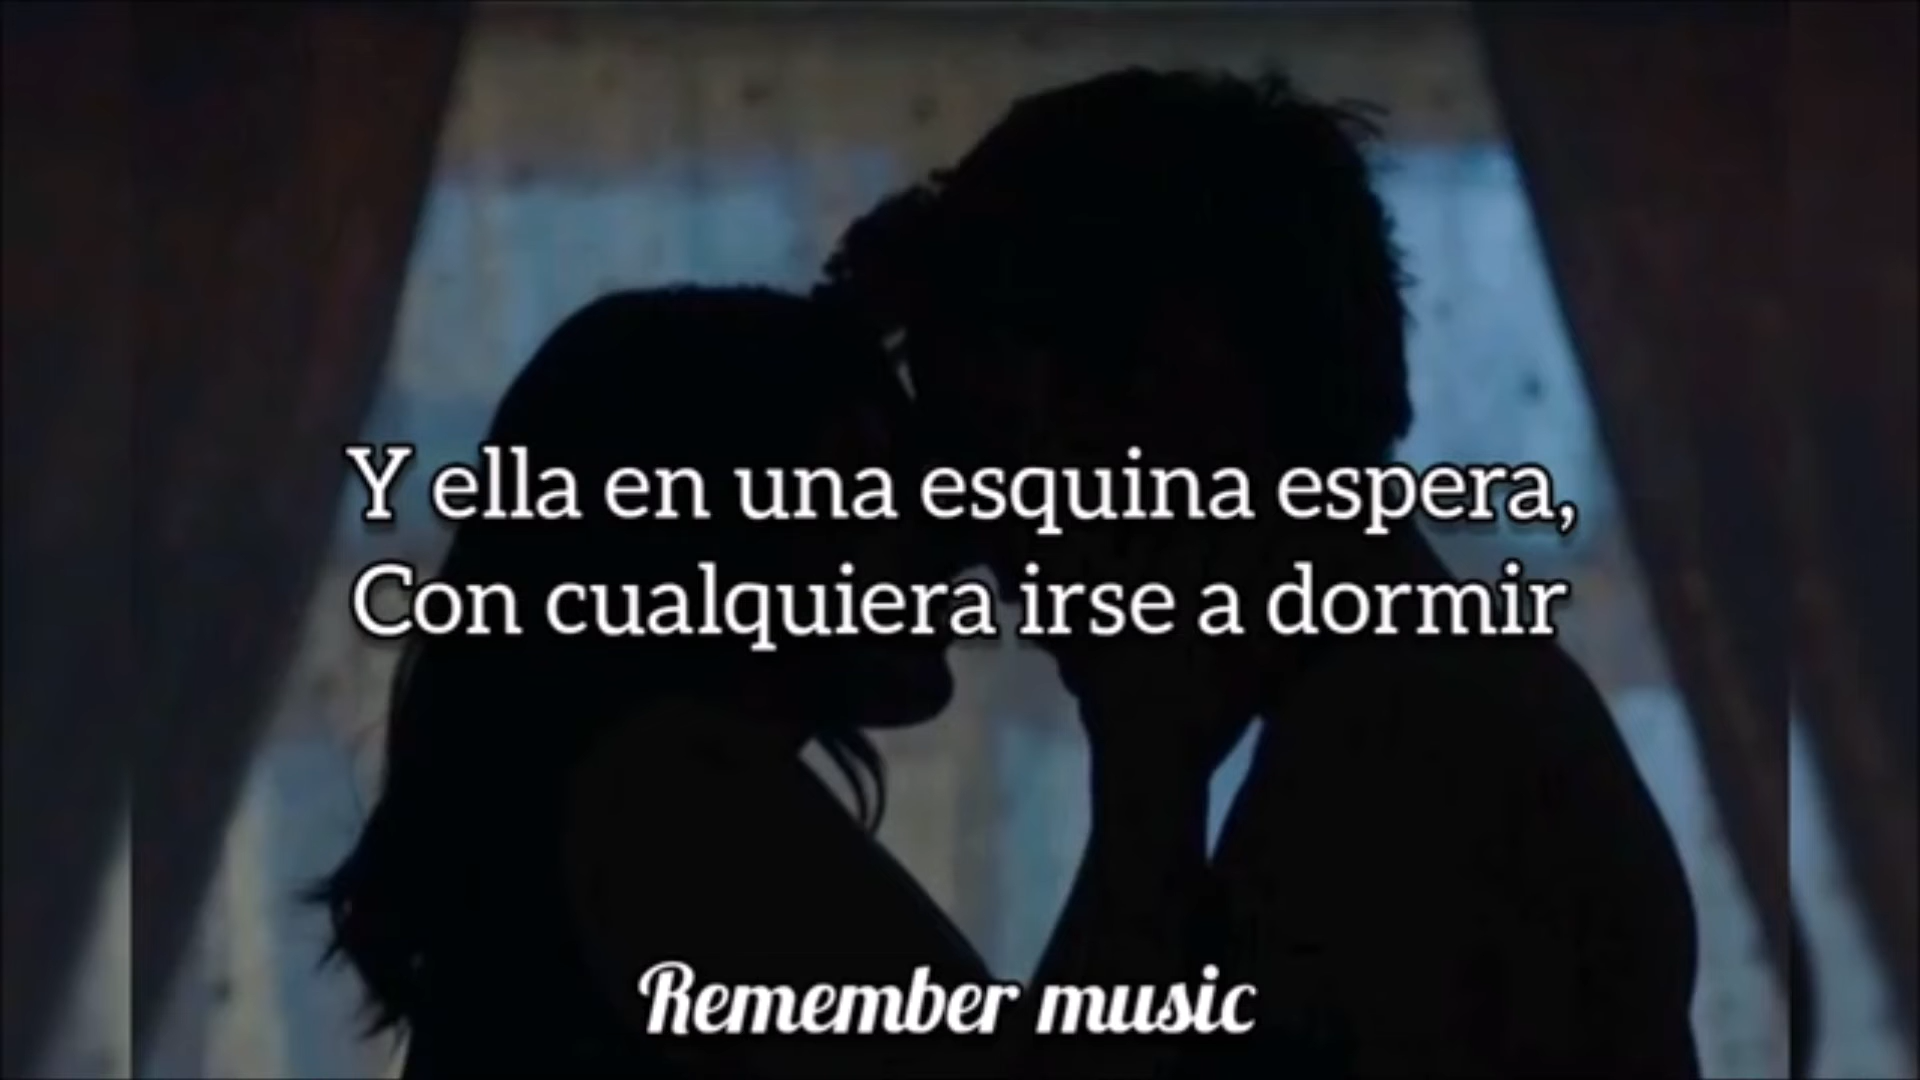 Y ella en una esquina espera,
Con cualquiera irse a dormir
Remember music